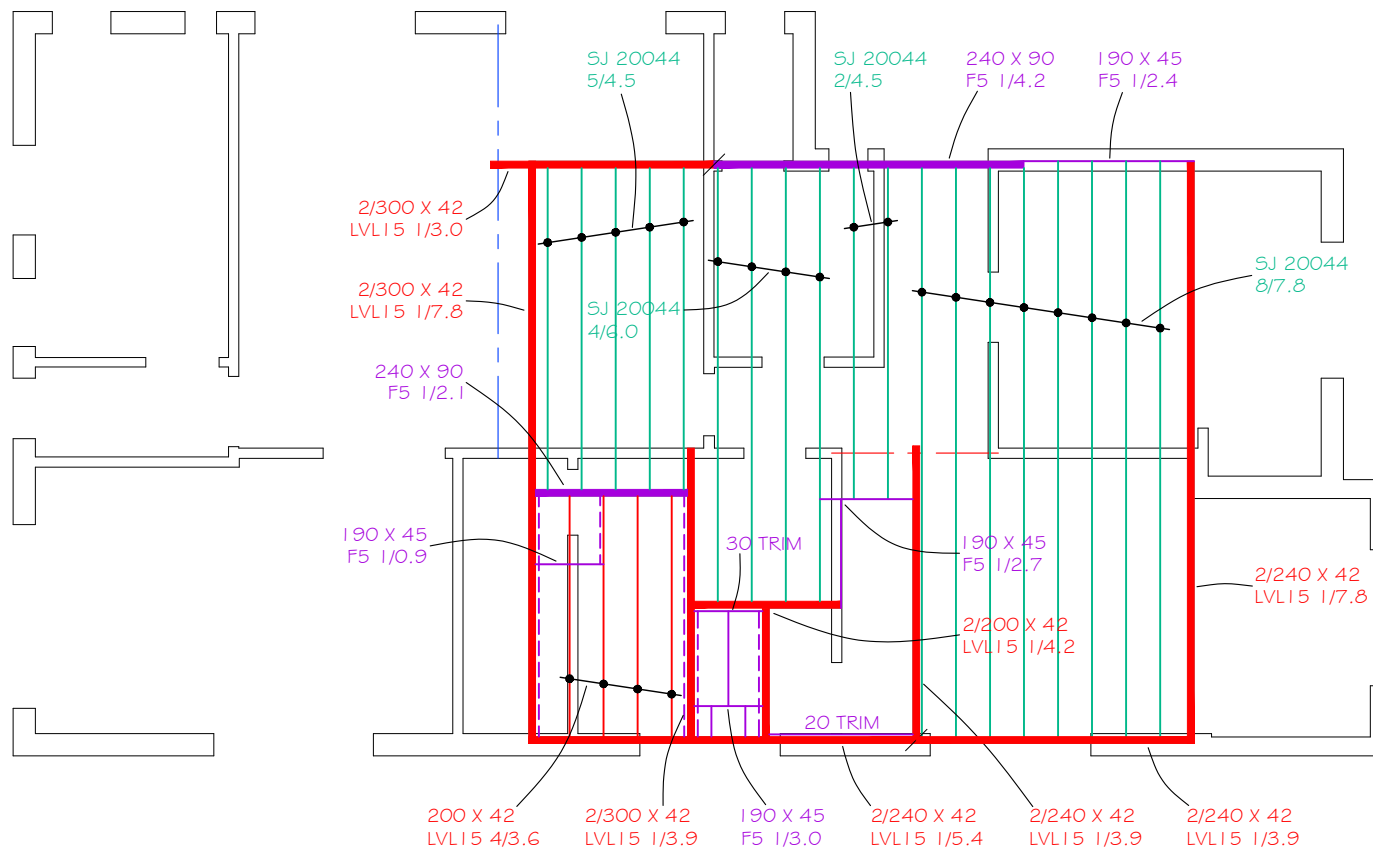 SJ 20044
5/4.5
SJ 20044
2/4.5
240 X 90
F5 1/4.2
190 X 45
F5 1/2.4
2/300 X 42
LVL15 1/3.0
SJ 20044
8/7.8
2/300 X 42
LVL15 1/7.8
SJ 20044
4/6.0
240 X 90
F5 1/2.1
190 X 45
F5 1/0.9
30 TRIM
190 X 45
F5 1/2.7
2/240 X 42
LVL15 1/7.8
2/200 X 42
LVL15 1/4.2
20 TRIM
200 X 42
LVL15 4/3.6
2/300 X 42
LVL15 1/3.9
190 X 45
F5 1/3.0
2/240 X 42
LVL15 1/5.4
2/240 X 42
LVL15 1/3.9
2/240 X 42
LVL15 1/3.9